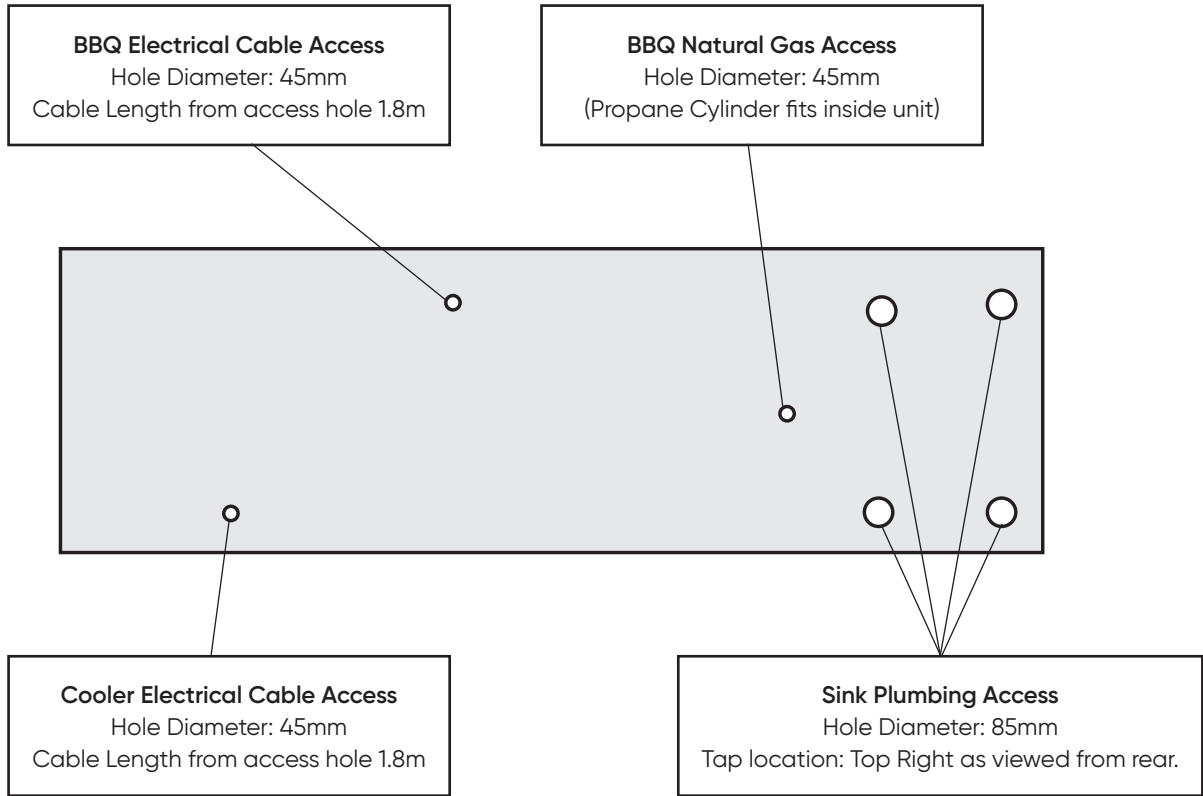 BBQ Electrical Cable Access
Hole Diameter: 45mm
Cable Length from access hole 1.8m
BBQ Natural Gas Access
Hole Diameter: 45mm
(Propane Cylinder fits inside unit)
Cooler Electrical Cable Access
Hole Diameter: 45mm
Cable Length from access hole 1.8m
Sink Plumbing Access
Hole Diameter: 85mm
Tap location: Top Right as viewed from rear.